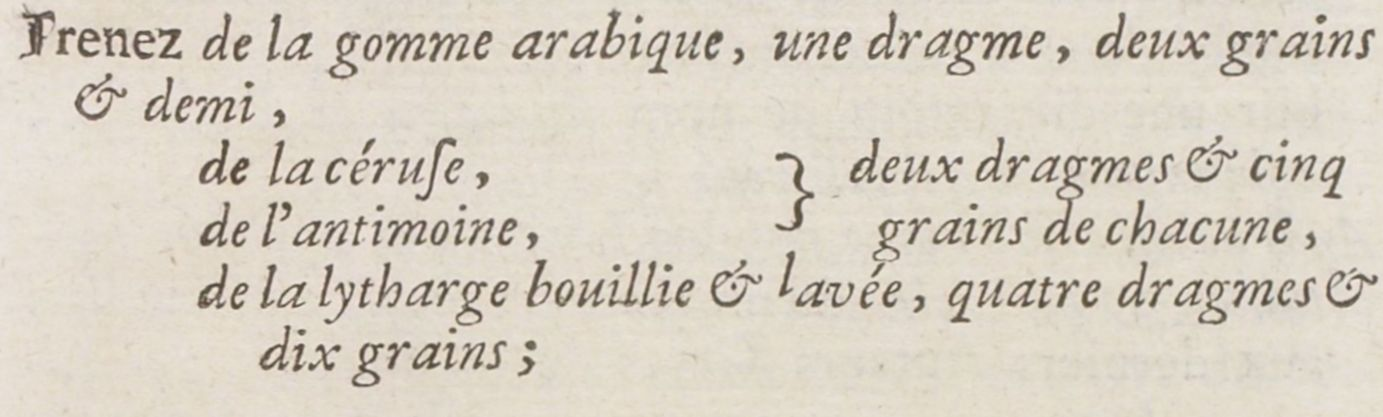 Prenez de la gomme arabique, une dragme, deux grains
& demi,
de la céruſe, } deux dragmes & cinq
de l'antimoine, grains de chacune,
de la lytharge bouillie & lavée, quatre dragmes &
dix grains;